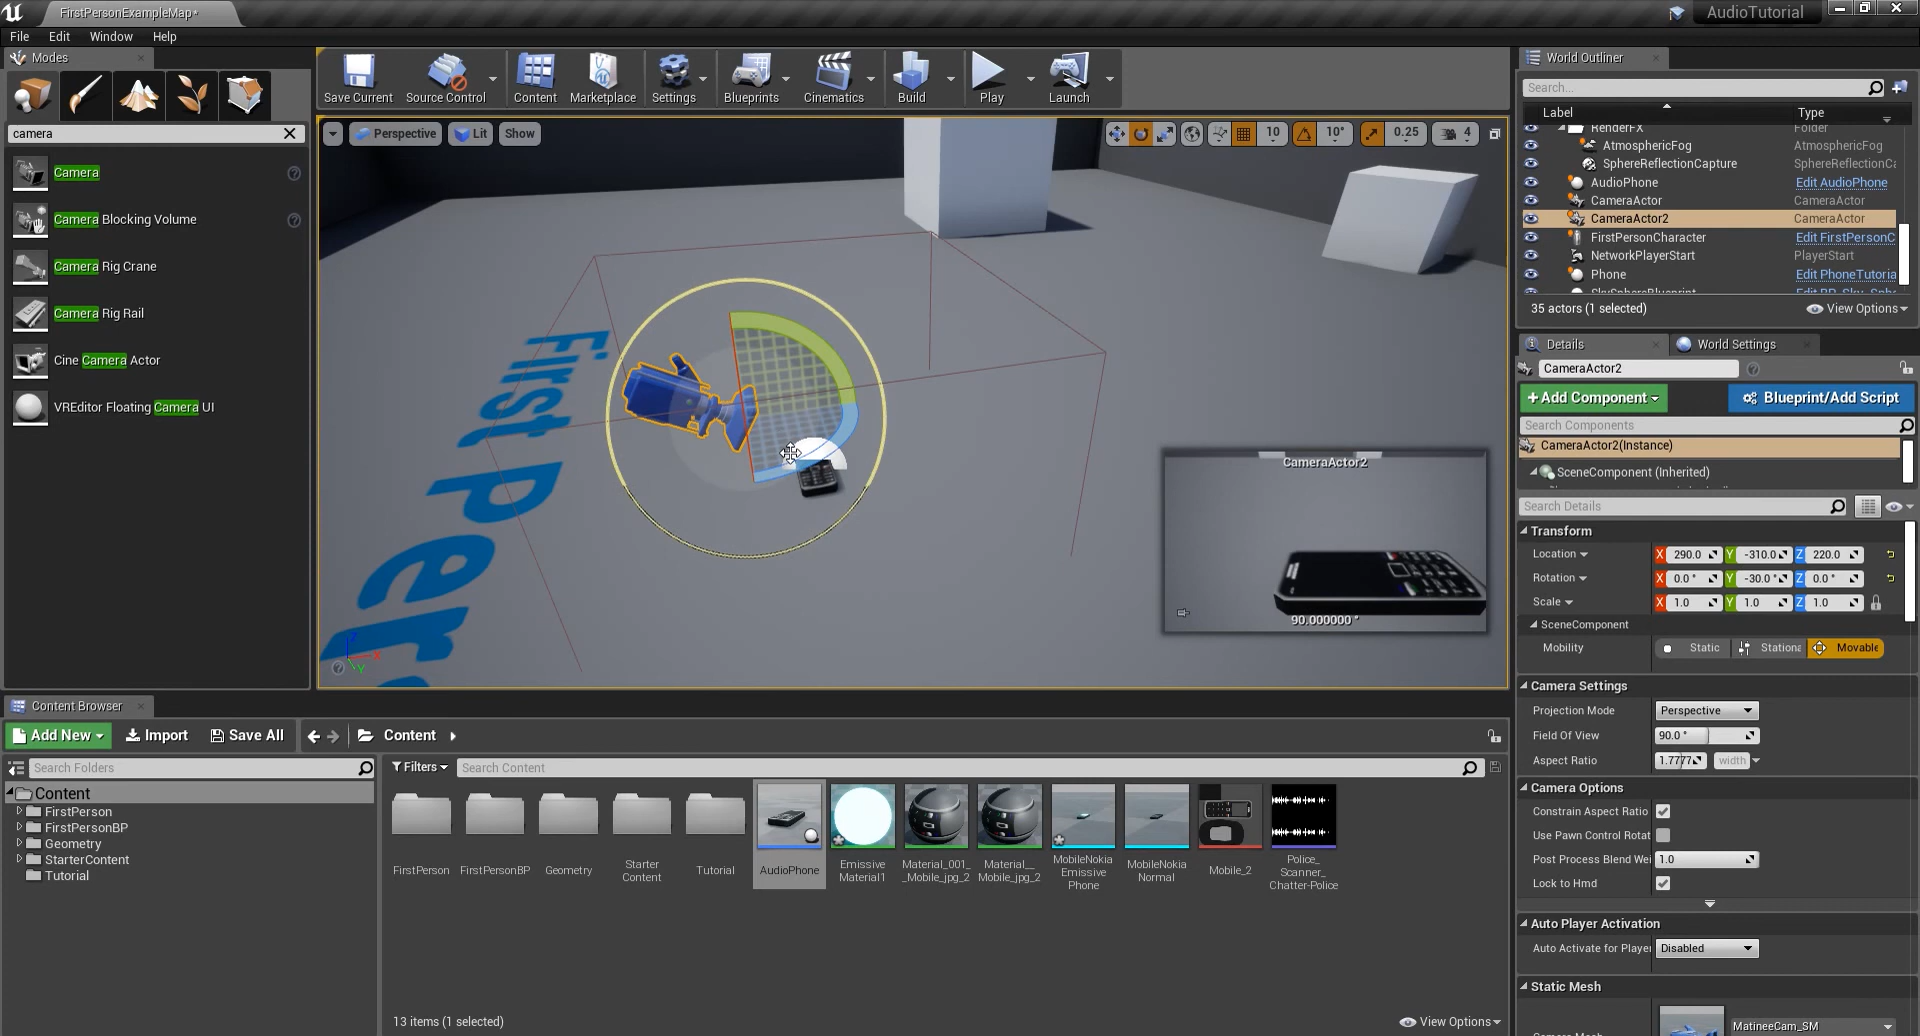 FirstPersonExampleMap*
AudioTutorial
File Edit Window Help
Modes
camera
Camera
Camera Blocking Volume
Camera Rig Crane
Camera Rig Rail
Cine Camera Actor
VREditor Floating Camera UI
Save Current
Source Control
Content
Marketplace
Settings
Blueprints
Cinematics
Build
Play
Launch
Perspective
Lit
Show
10
10°
0.25
4
First Per
CameraActor2
90.000000 °
World Outliner
Search...
Label Type
RenderFX Folder
AtmosphericFog AtmosphericFog
SphereReflectionCapture SphereReflectionCa
AudioPhone Edit AudioPhone
CameraActor CameraActor
CameraActor2 CameraActor
FirstPersonCharacter Edit FirstPersonC
NetworkPlayerStart PlayerStart
Phone Edit PhoneTutoria
SkySphereBlueprint Edit BP_Sky_Sphe
35 actors (1 selected)
View Options
Details
World Settings
CameraActor2
+Add Component
Blueprint/Add Script
Search Components
CameraActor2(Instance)
SceneComponent (Inherited)
Search Details
Transform
Location X 290.0 Y -310.0 Z 220.0
Rotation X 0.0 ° Y -30.0 ° Z 0.0 °
Scale X 1.0 Y 1.0 Z 1.0
SceneComponent
Mobility Static Stationa Movable
Camera Settings
Projection Mode Perspective
Field Of View 90.0 °
Aspect Ratio 1.7777 width
Camera Options
Constrain Aspect Ratio
Use Pawn Control Rotat
Post Process Blend Wei 1.0
Lock to Hmd
Auto Player Activation
Auto Activate for Player Disabled
Static Mesh
MatineeCam_SM
Content Browser
Add New
Import
Save All
Content
Search Folders
Filters
Search Content
Content
FirstPerson
FirstPersonBP
Geometry
StarterContent
Tutorial
FirstPerson
FirstPersonBP
Geometry
Starter
Content
Tutorial
AudioPhone
Emissive
Material1
Material_001_
_Mobile_jpg_2
Material__
Mobile_jpg_2
MobileNokia
Emissive
Phone
MobileNokia
Normal
Mobile_2
Police_
Scanner_
Chatter-Police
13 items (1 selected)
View Options